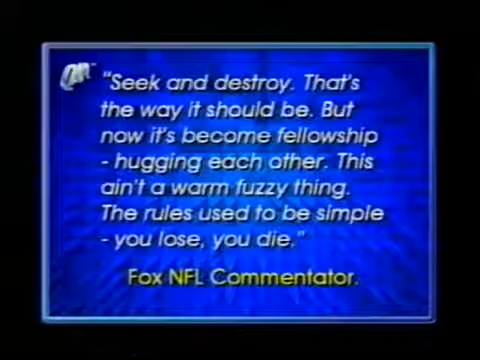 "Seek and destroy. That's
the way it should be. But
now it's become fellowship
- hugging each other. This
ain't a warm fuzzy thing.
The rules used to be simple
- you lose, you die."
Fox NFL Commentator.